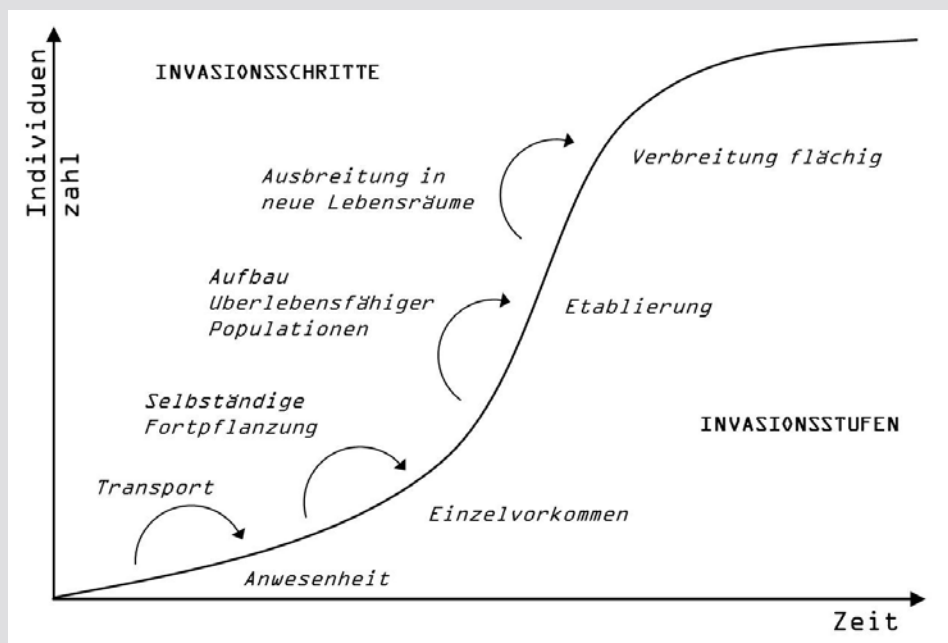 Individuen
zahl
INVASIONSSCHRITTE
Verbreitung flächig
Ausbreitung in
neue Lebensräume
Aufbau
Überlebensfähiger
Populationen
Etablierung
Selbständige
Fortpflanzung
INVASIONSSTUFEN
Transport
Einzelvorkommen
Anwesenheit
Zeit